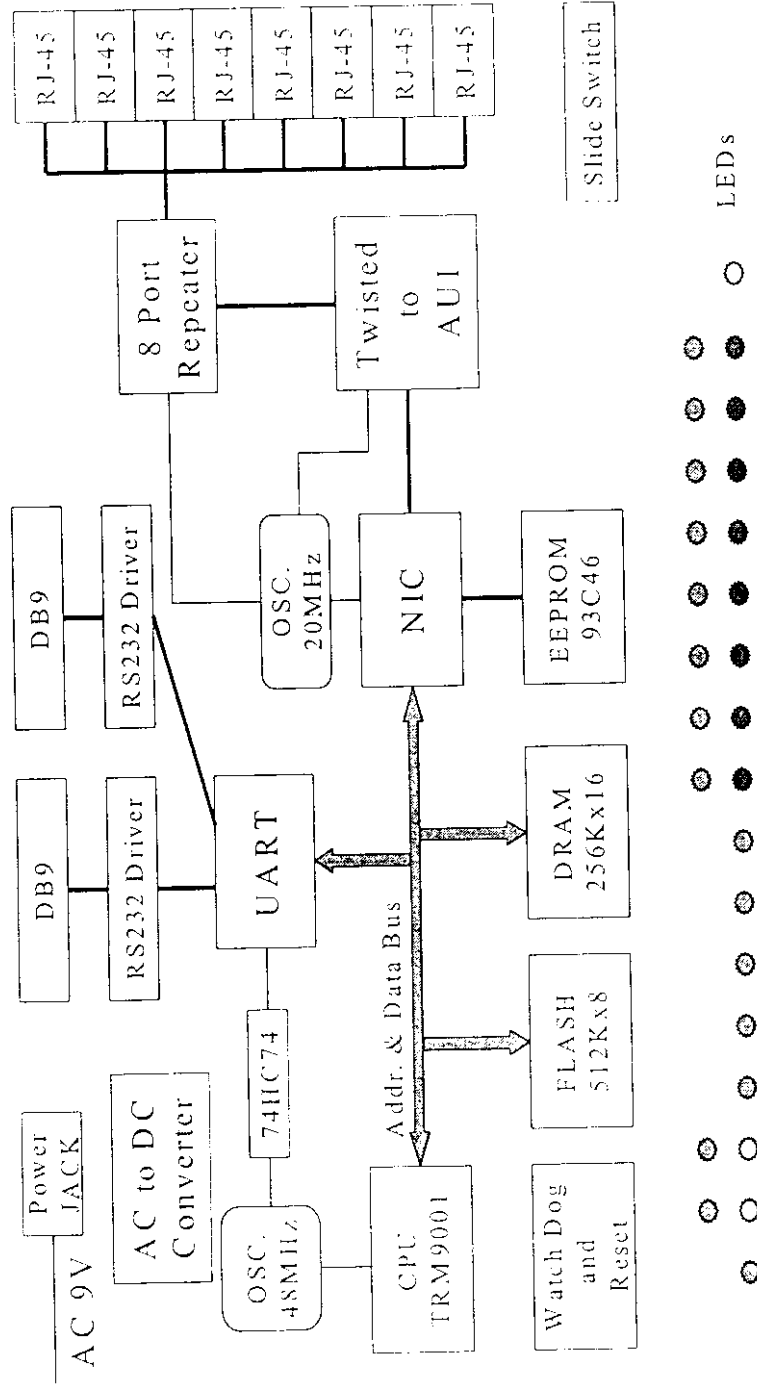 AC 9V
Power
JACK
AC to DC
Converter
DB9
DB9
RS232 Driver
RS232 Driver
RJ-45
RJ-45
RJ-45
RJ-45
RJ-45
RJ-45
RJ-45
RJ-45
OSC.
48MHz
74HC74
UART
OSC.
20MHz
8 Port
Repeater
CPU
TRM9001
Addr. & Data Bus
NIC
Twisted
to
AUI
Watch Dog
and
Reset
FLASH
512Kx8
DRAM
256Kx16
EEPROM
93C46
Slide Switch
LEDs